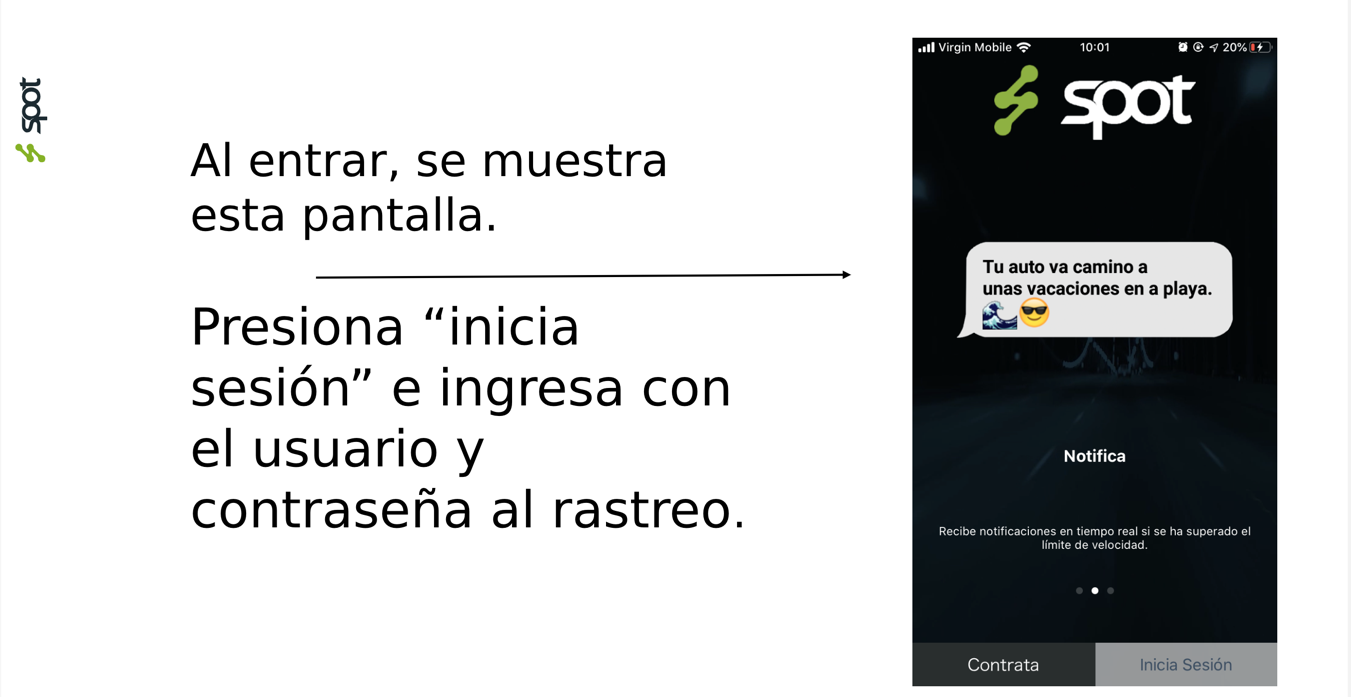 spot
Al entrar, se muestra
esta pantalla.
Presiona “inicia
sesión” e ingresa con
el usuario y
contraseña al rastreo.
Virgin Mobile 10:01 20%
spot
Tu auto va camino a
unas vacaciones en a playa.
🌊😎
Notifica
Recibe notificaciones en tiempo real si se ha superado el
límite de velocidad.
Contrata Inicia Sesión